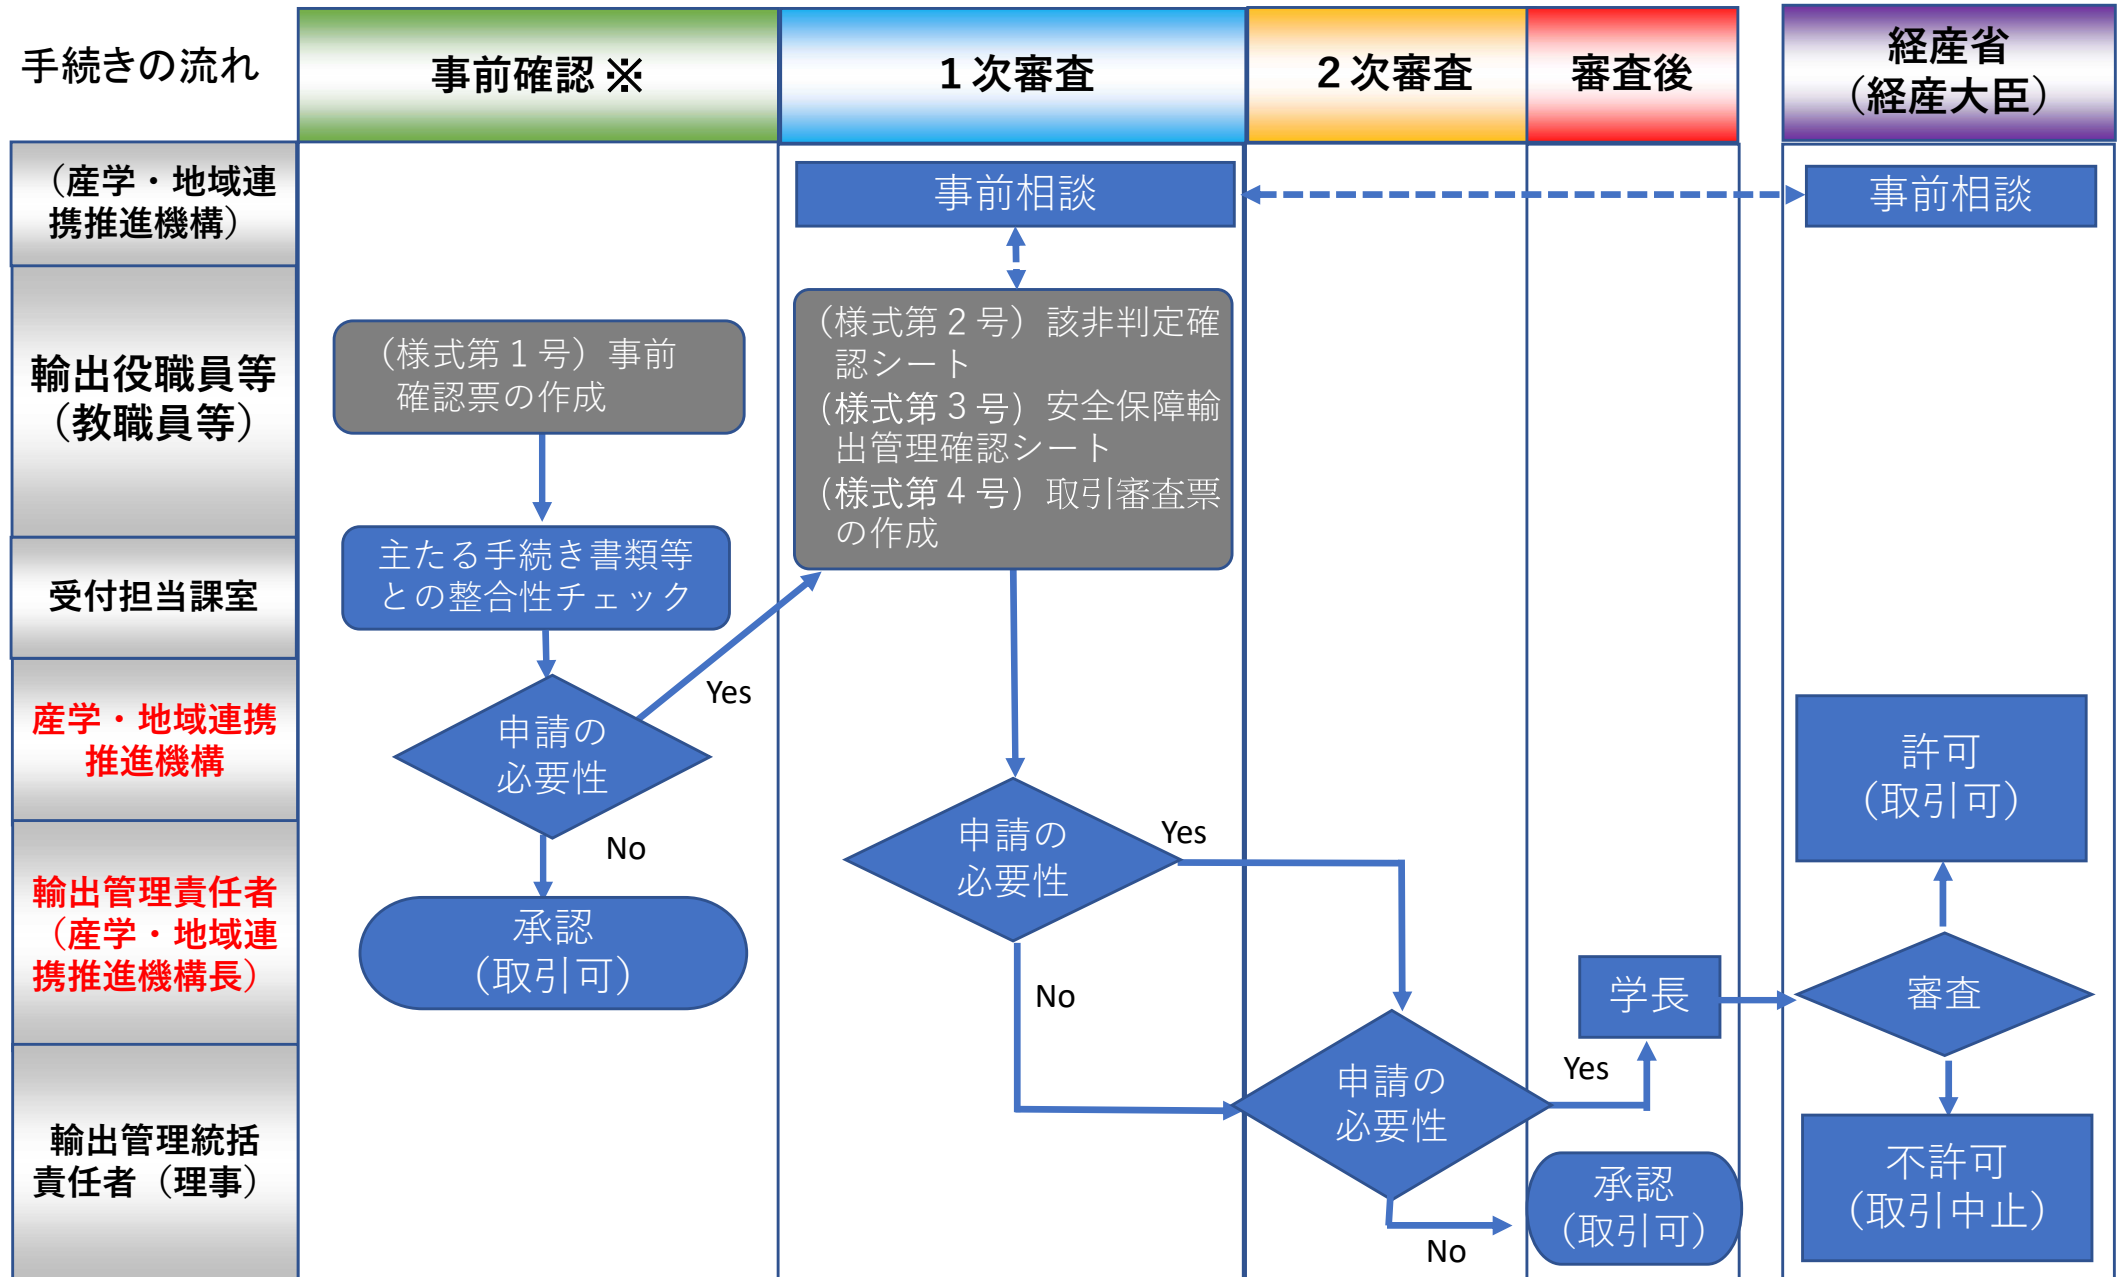 手続きの流れ
事前確認 ※
１次審査
２次審査
審査後
経産省
（経産大臣）
（産学・地域連
携推進機構）
事前相談
事前相談
輸出役職員等
（教職員等）
（様式第１号）事前
確認票の作成
（様式第２号）該非判定確
認シート
（様式第３号）安全保障輸
出管理確認シート
（様式第４号）取引審査票
の作成
受付担当課室
主たる手続き書類等
との整合性チェック
産学・地域連携
推進機構
申請の
必要性
Yes
No
申請の
必要性
Yes
No
許可
（取引可）
輸出管理責任者
（産学・地域連
携推進機構長）
承認
（取引可）
学長
審査
輸出管理統括
責任者（理事）
申請の
必要性
Yes
No
承認
（取引可）
不許可
（取引中止）